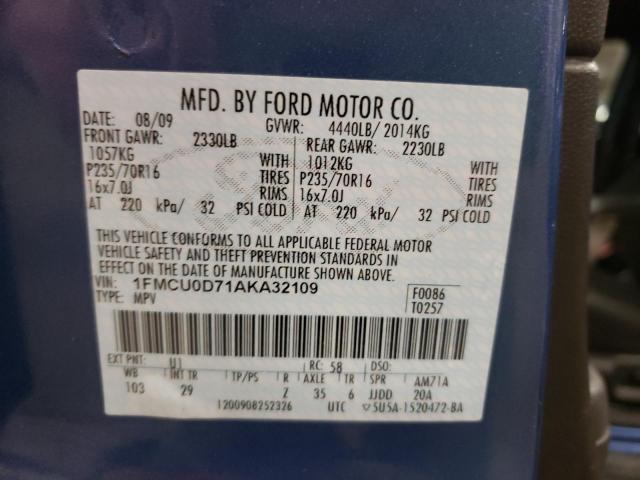 MFD. BY FORD MOTOR CO.
DATE: 08/09 GVWR: 4440LB/ 2014KG
FRONT GAWR: 2330LB REAR GAWR: 2230LB
1057KG WITH 1012KG WITH
P235/70R16 TIRES P235/70R16 TIRES
16x7.0J RIMS 16x7.0J RIMS
AT 220 kPa/ 32 PSI COLD AT 220 kPa/ 32 PSI COLD
THIS VEHICLE CONFORMS TO ALL APPLICABLE FEDERAL MOTOR
VEHICLE SAFETY AND THEFT PREVENTION STANDARDS IN
EFFECT ON THE DATE OF MANUFACTURE SHOWN ABOVE.
VIN: 1FMCU0D71AKA32109 F0086
TYPE: MPV T0257
EXT PNT: U1 RC: 58 DSO:
WB INT TR TP/PS R AXLE TR SPR AM71A
103 29 Z 35 6 JJDD 20A
1200908252326 UTC 5U5A-1520472-BA